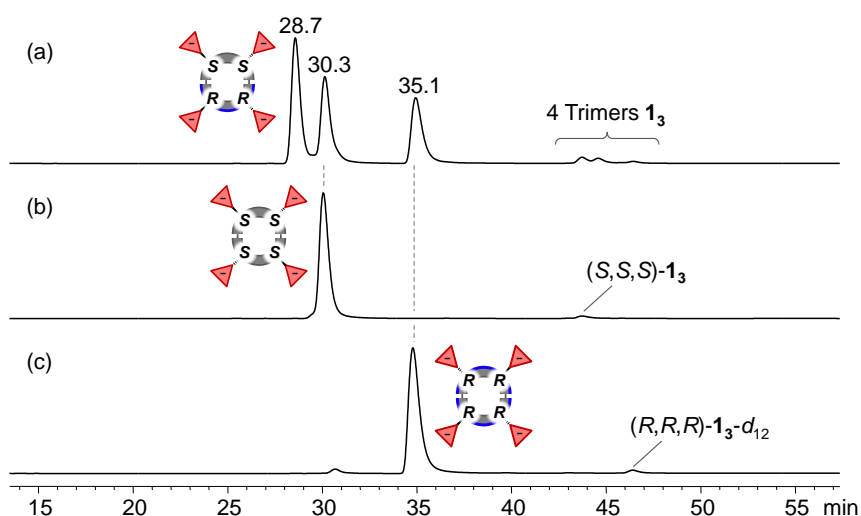 (a)
28.7
30.3
35.1
S S
R R
4 Trimers 1₃
(b)
S S
S S
(S,S,S)-1₃
(c)
R R
R R
(R,R,R)-1₃-d₁₂
15 20 25 30 35 40 45 50 55 min